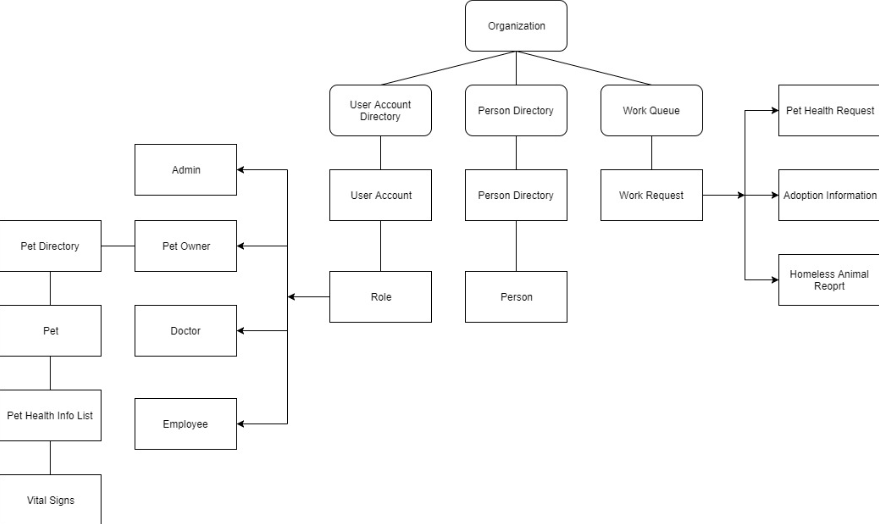 Organization
User Account
Directory
Person Directory
Work Queue
Pet Health Request
Admin
User Account
Person Directory
Work Request
Adoption Information
Pet Directory
Pet Owner
Role
Person
Homeless Animal
Reoprt
Pet
Doctor
Pet Health Info List
Employee
Vital Signs